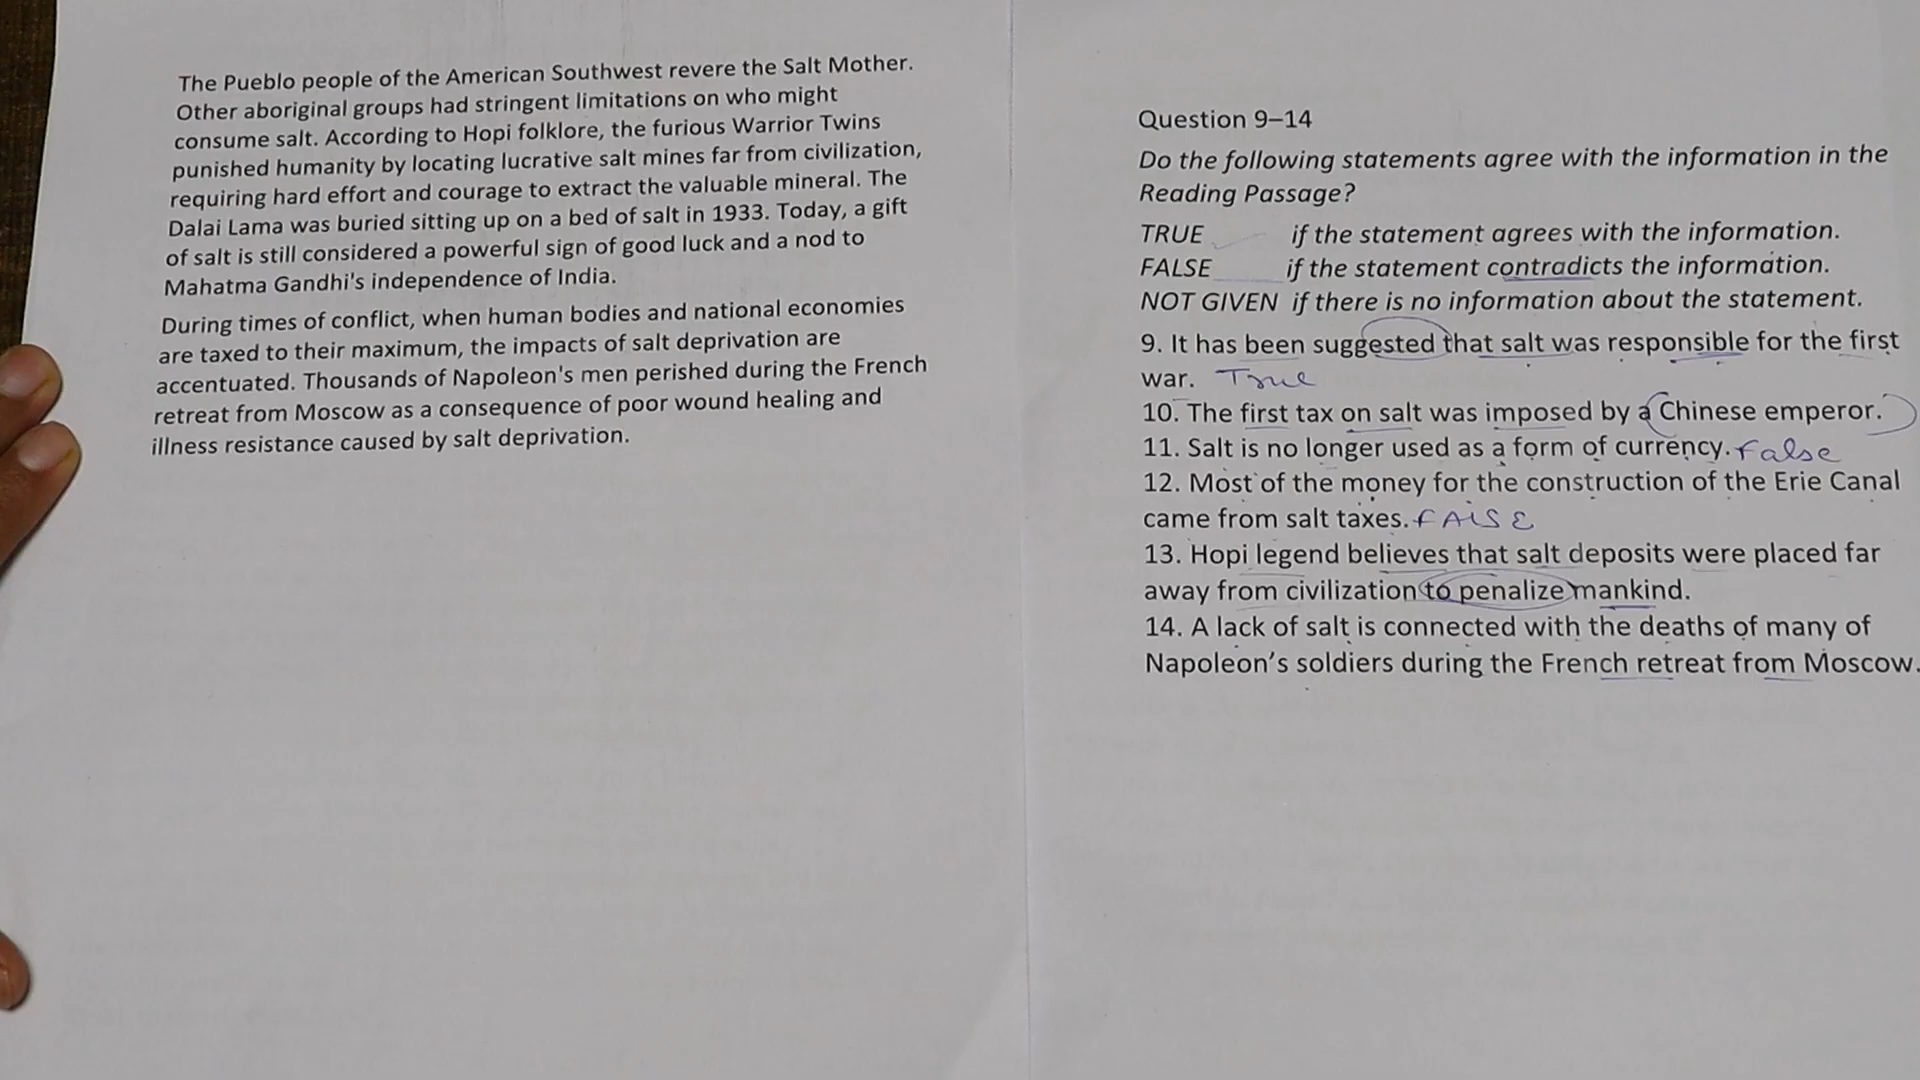 The Pueblo people of the American Southwest revere the Salt Mother.
Other aboriginal groups had stringent limitations on who might
consume salt. According to Hopi folklore, the furious Warrior Twins
punished humanity by locating lucrative salt mines far from civilization,
requiring hard effort and courage to extract the valuable mineral. The
Dalai Lama was buried sitting up on a bed of salt in 1933. Today, a gift
of salt is still considered a powerful sign of good luck and a nod to
Mahatma Gandhi's independence of India.
During times of conflict, when human bodies and national economies
are taxed to their maximum, the impacts of salt deprivation are
accentuated. Thousands of Napoleon's men perished during the French
retreat from Moscow as a consequence of poor wound healing and
illness resistance caused by salt deprivation.
Question 9–14
Do the following statements agree with the information in the
Reading Passage?
TRUE if the statement agrees with the information.
FALSE if the statement contradicts the information.
NOT GIVEN if there is no information about the statement.
9. It has been suggested that salt was responsible for the first
war. True
10. The first tax on salt was imposed by a Chinese emperor.
11. Salt is no longer used as a form of currency. False
12. Most of the money for the construction of the Erie Canal
came from salt taxes. FAlSE
13. Hopi legend believes that salt deposits were placed far
away from civilization to penalize mankind.
14. A lack of salt is connected with the deaths of many of
Napoleon’s soldiers during the French retreat from Moscow.